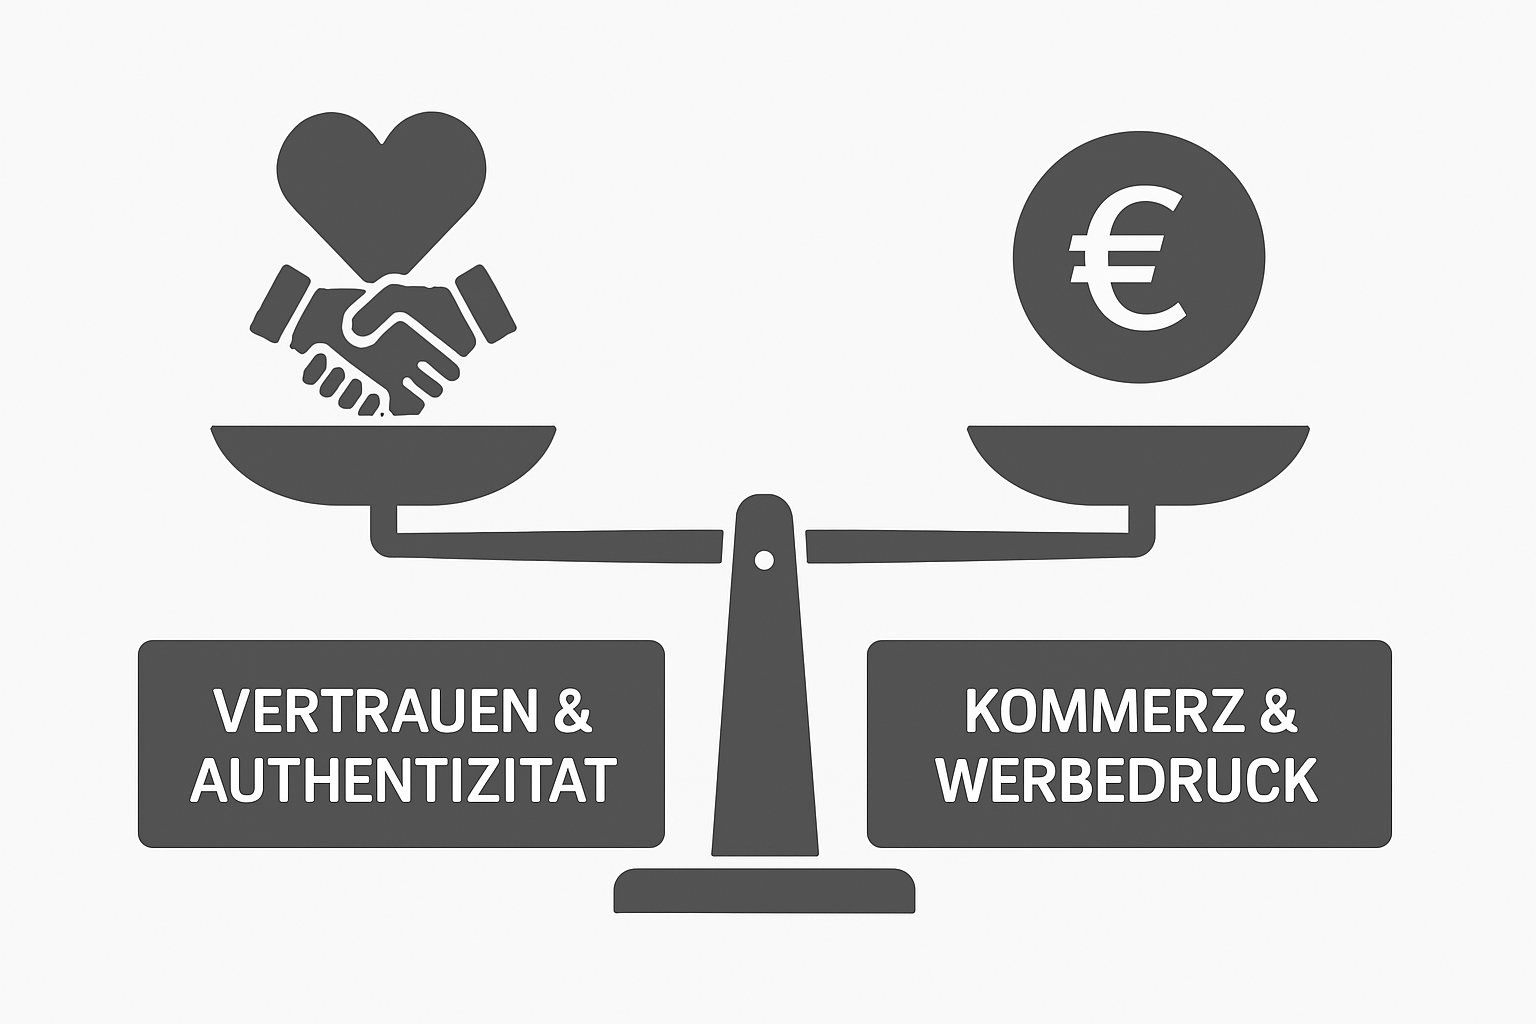 €
VERTRAUEN &
AUTHENTIZITAT
KOMMERZ &
WERBEDRUCK